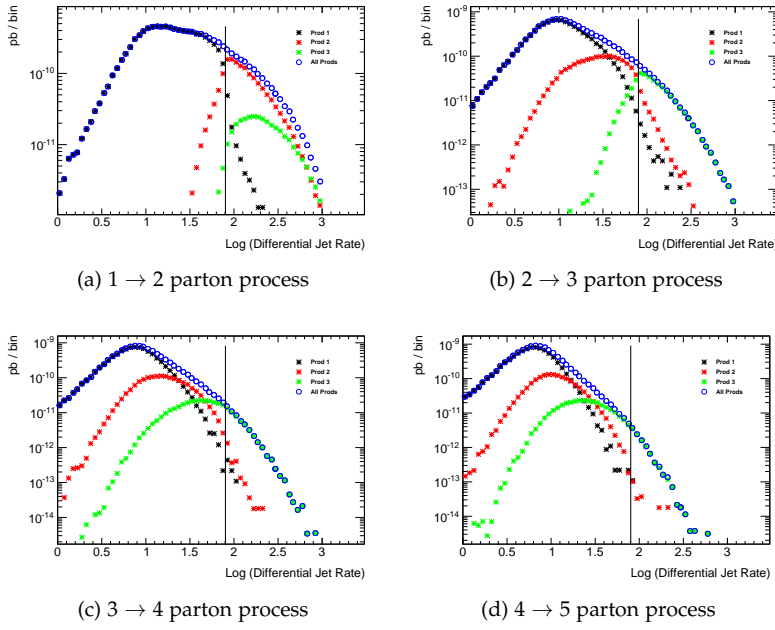 pb / bin
10⁻¹⁰
10⁻¹¹
0 0.5 1 1.5 2 2.5 3
Log (Differential Jet Rate)
Prod 1
Prod 2
Prod 3
All Prods
(a) 1 → 2 parton process
pb / bin
10⁻⁹
10⁻¹⁰
10⁻¹¹
10⁻¹²
10⁻¹³
0 0.5 1 1.5 2 2.5 3
Log (Differential Jet Rate)
Prod 1
Prod 2
Prod 3
All Prods
(b) 2 → 3 parton process
pb / bin
10⁻⁹
10⁻¹⁰
10⁻¹¹
10⁻¹²
10⁻¹³
10⁻¹⁴
0 0.5 1 1.5 2 2.5 3
Log (Differential Jet Rate)
Prod 1
Prod 2
Prod 3
All Prods
(c) 3 → 4 parton process
pb / bin
10⁻⁹
10⁻¹⁰
10⁻¹¹
10⁻¹²
10⁻¹³
10⁻¹⁴
0 0.5 1 1.5 2 2.5 3
Log (Differential Jet Rate)
Prod 1
Prod 2
Prod 3
All Prods
(d) 4 → 5 parton process